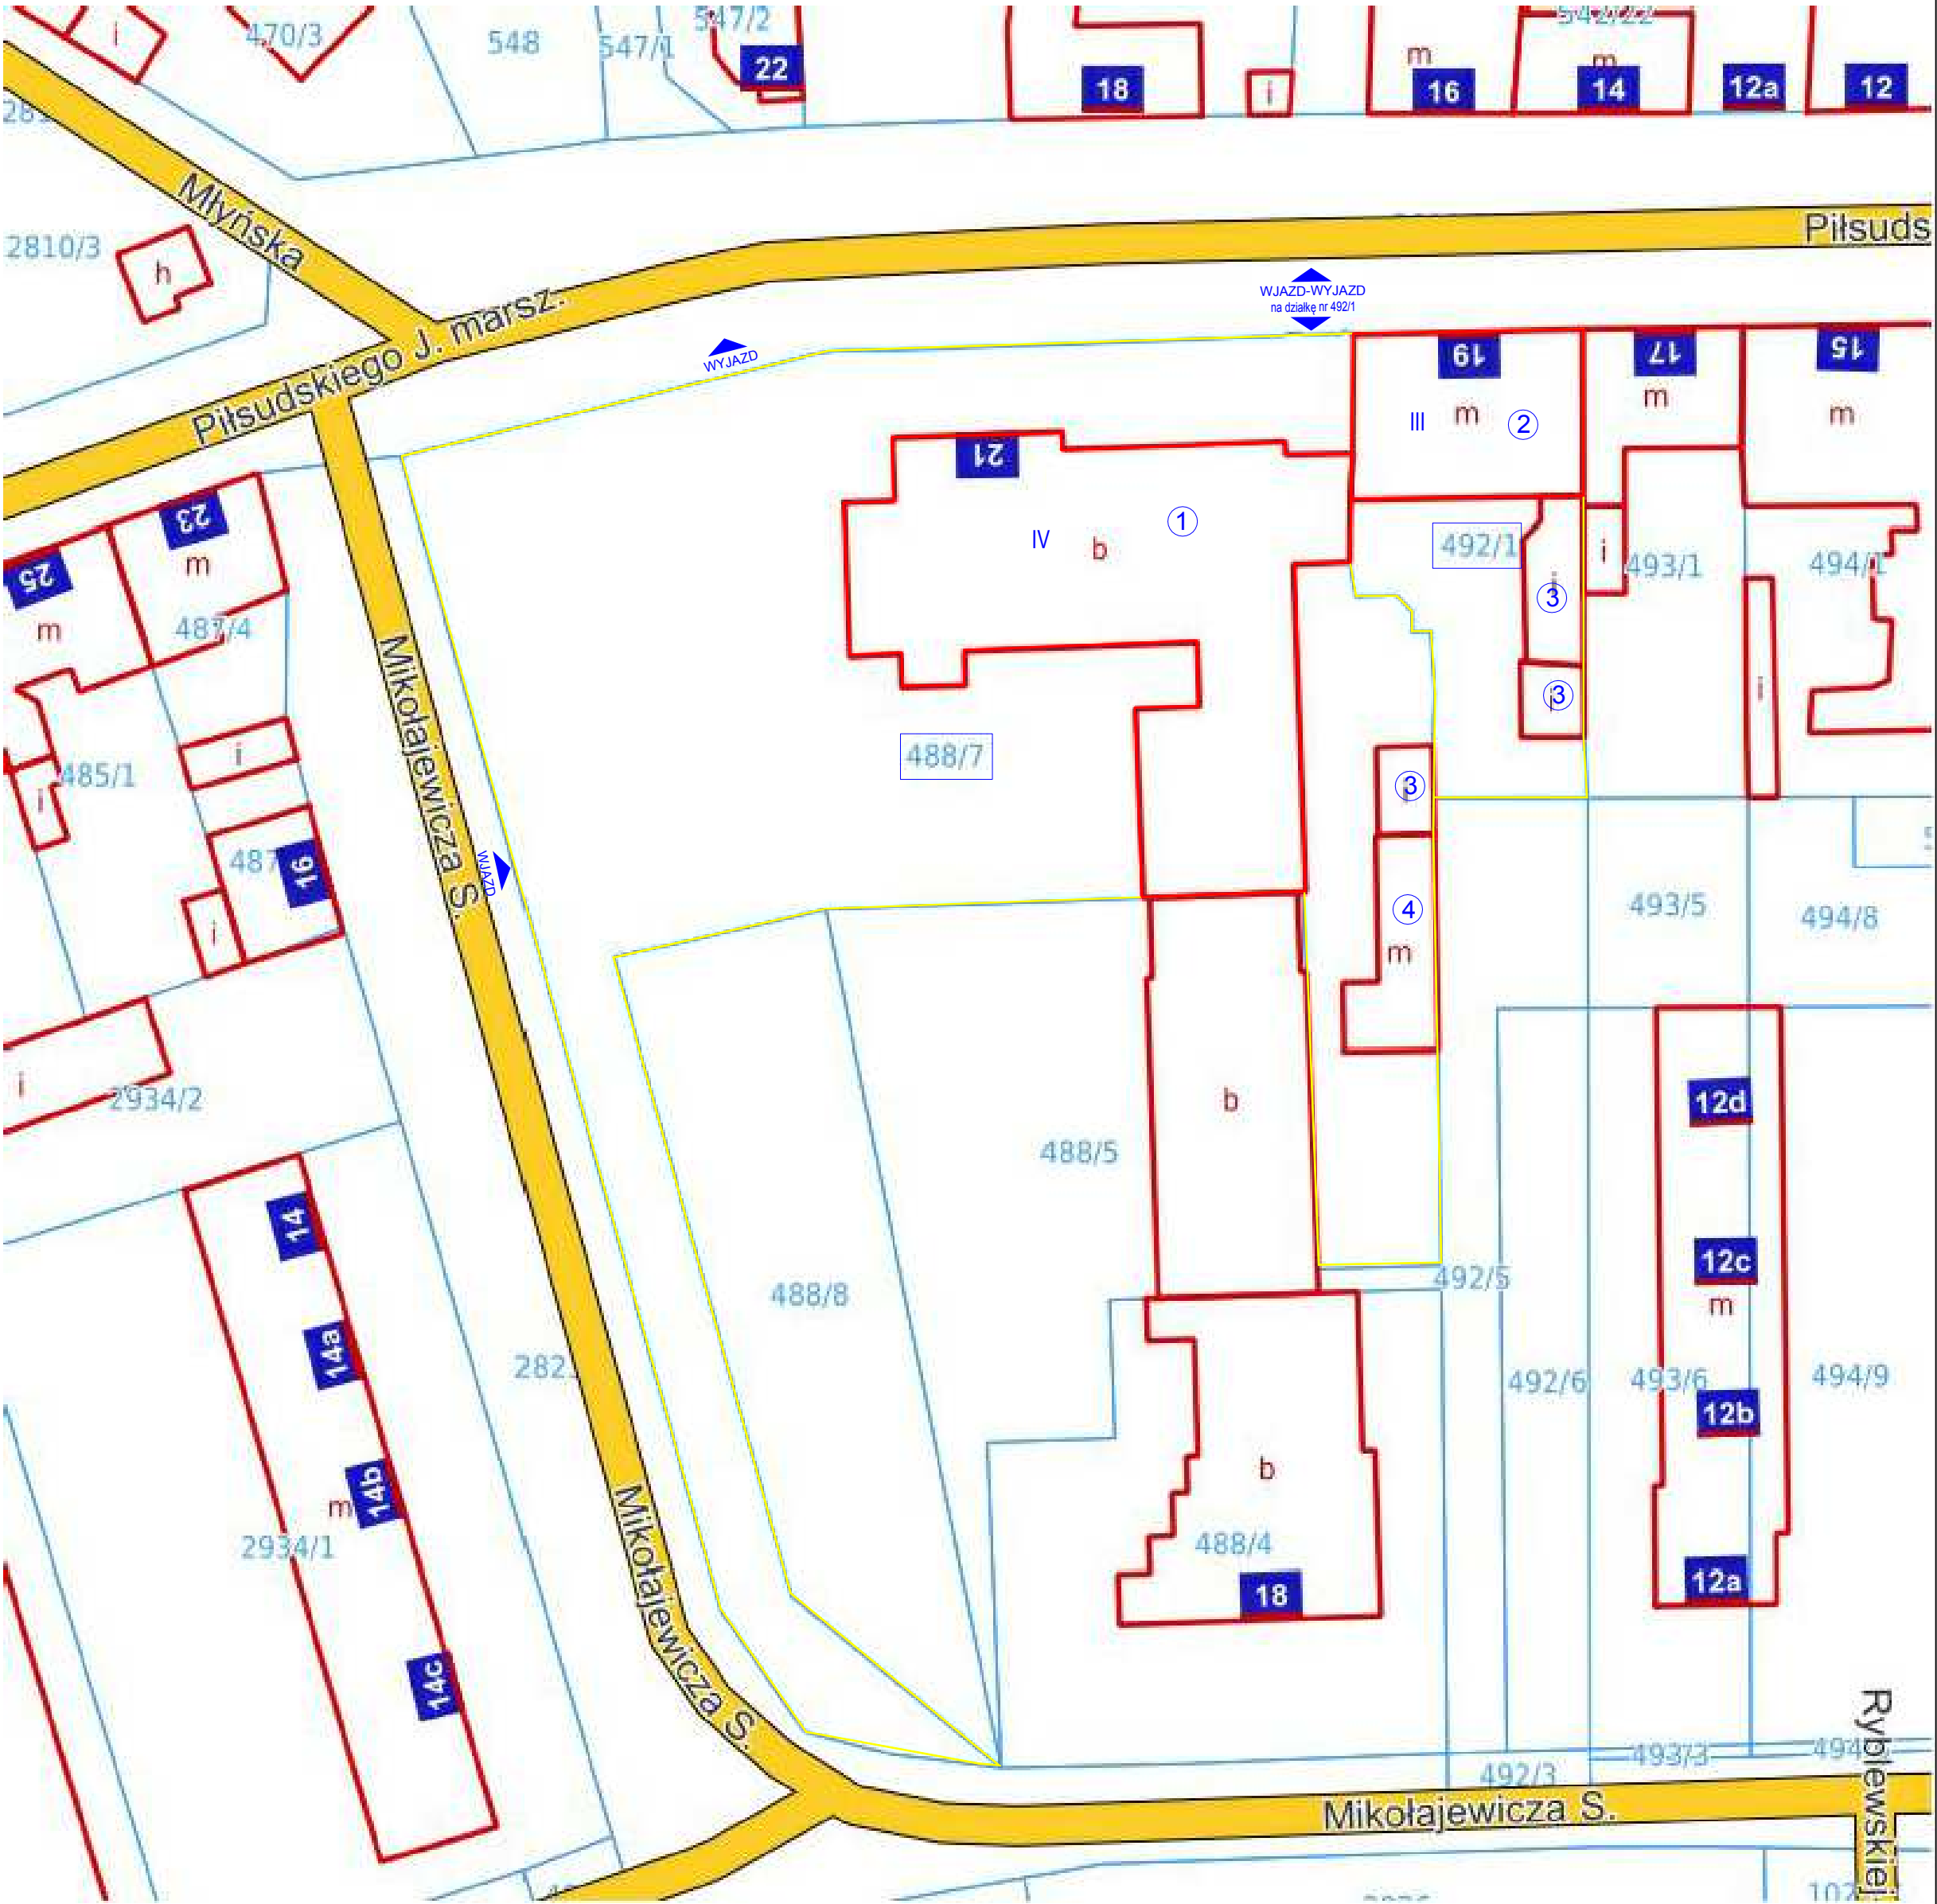 i
470/3
548
547/1
547/2
22
18
i
m
16
542/22
m
14
12a
12
Młyńska
2810/3
h
Piłsuds
WJAZD-WYJAZD
na działkę nr 492/1
WYJAZD
Piłsudskiego J. marsz.
19
III
m
2
17
m
15
m
21
IV
b
1
23
m
25
m
487/4
492/1
i
3
i
493/1
494/1
i
3
i
Mikołajewicza S.
488/7
i
485/1
i
i
3
487
16
i
WJAZD
4
m
493/5
494/8
i
2934/2
b
12d
488/5
14
12c
m
488/8
492/5
14a
282
492/6
493/6
494/9
12b
14b
m
2934/1
b
488/4
18
12a
Mikołajewicza S.
14c
492/3
493/3
494
Mikołajewicza S.
Rybiewskiej
102